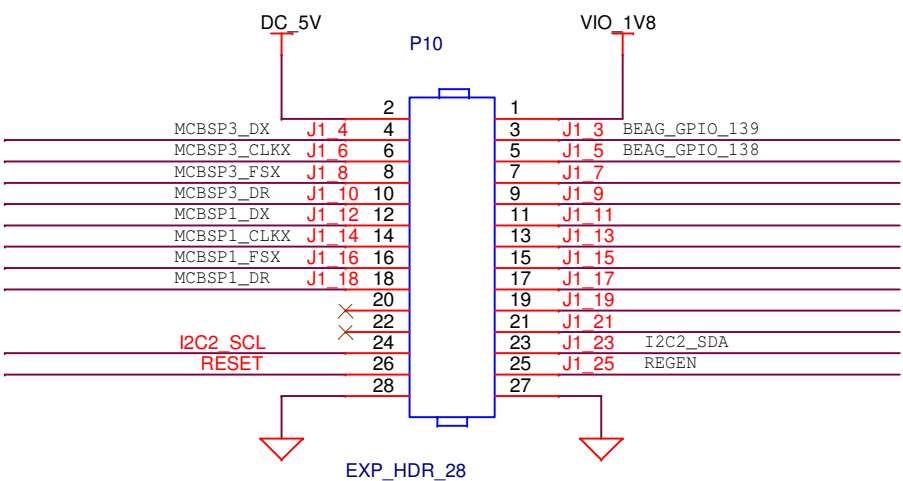 DC_5V VIO_1V8
P10
2 1
MCBSP3_DX J1_4 4 3 J1_3 BEAG_GPIO_139
MCBSP3_CLKX J1_6 6 5 J1_5 BEAG_GPIO_138
MCBSP3_FSX J1_8 8 7 J1_7
MCBSP3_DR J1_10 10 9 J1_9
MCBSP1_DX J1_12 12 11 J1_11
MCBSP1_CLKX J1_14 14 13 J1_13
MCBSP1_FSX J1_16 16 15 J1_15
MCBSP1_DR J1_18 18 17 J1_17
20 19 J1_19
22 21 J1_21
I2C2_SCL 24 23 J1_23 I2C2_SDA
RESET 26 25 J1_25 REGEN
28 27
EXP_HDR_28